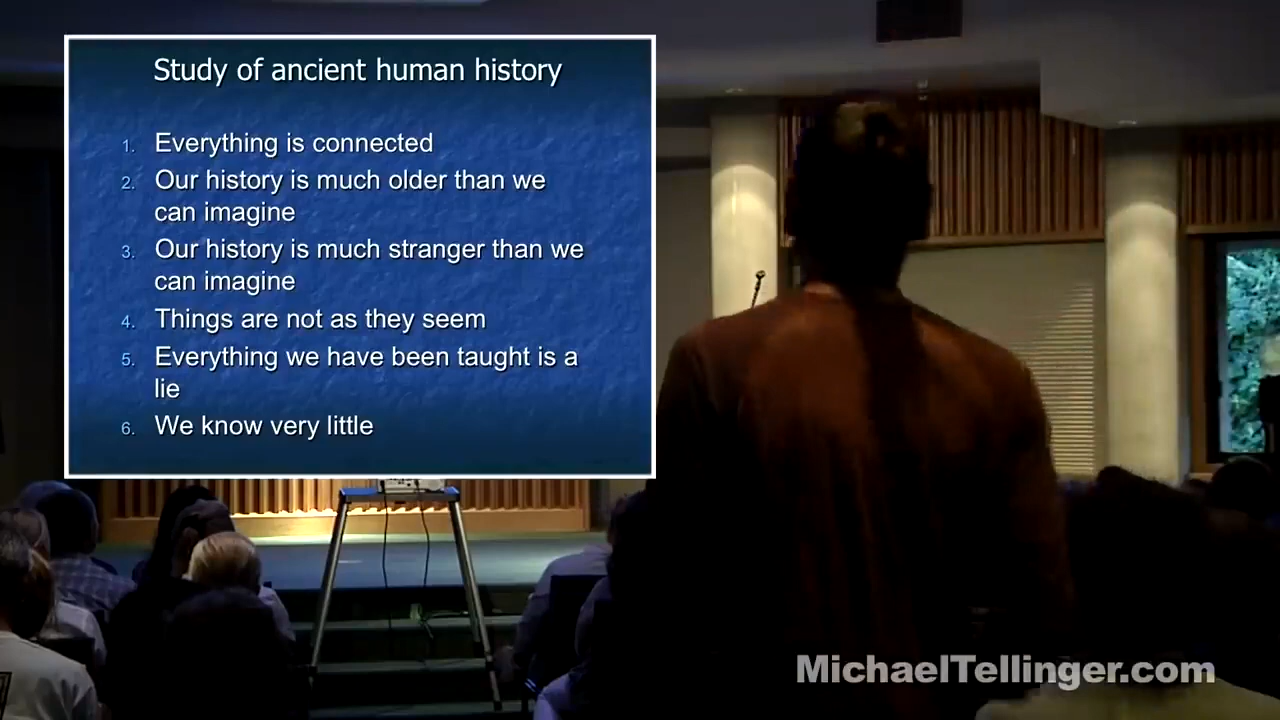 Study of ancient human history
1. Everything is connected
2. Our history is much older than we
can imagine
3. Our history is much stranger than we
can imagine
4. Things are not as they seem
5. Everything we have been taught is a
lie
6. We know very little
MichaelTellinger.com